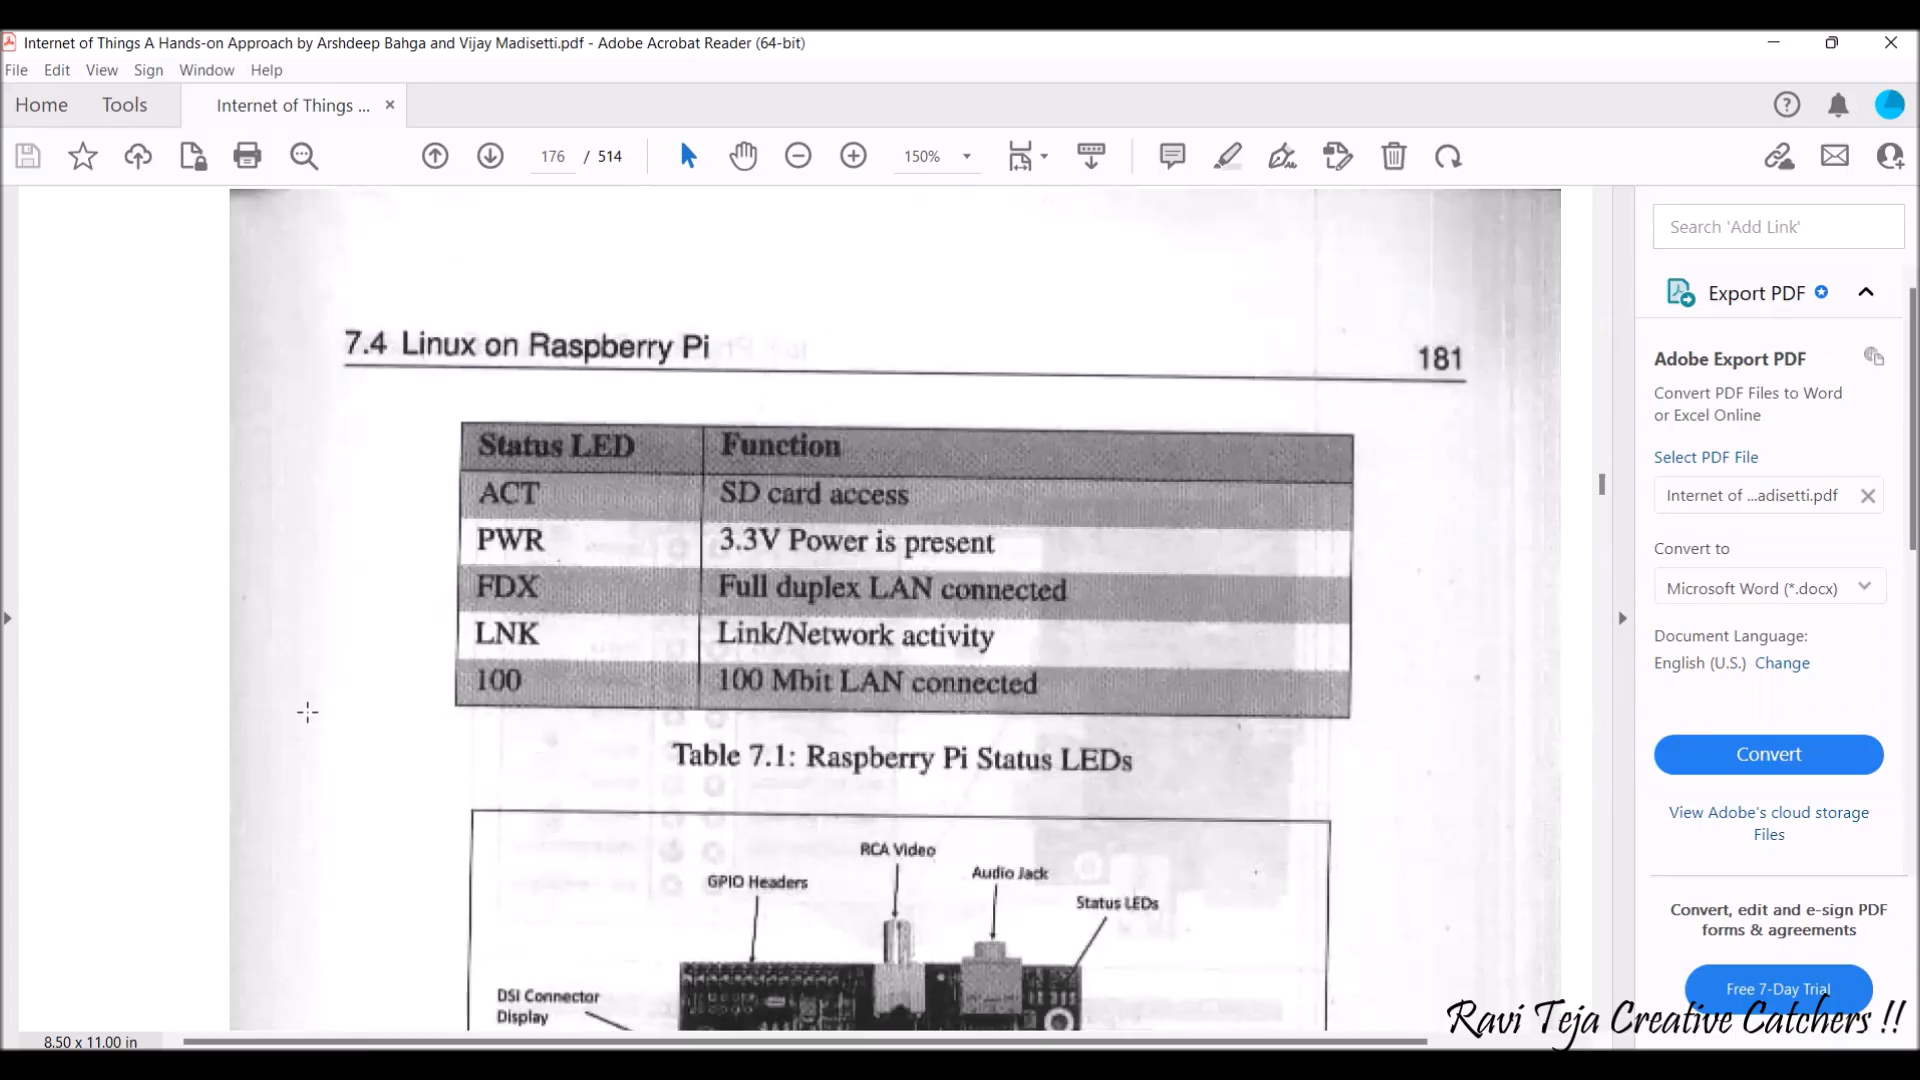 Internet of Things A Hands-on Approach by Arshdeep Bahga and Vijay Madisetti.pdf - Adobe Acrobat Reader (64-bit)
File Edit View Sign Window Help
Home Tools Internet of Things ...
176 / 514 150%
Search 'Add Link'
Export PDF
Adobe Export PDF
Convert PDF Files to Word
or Excel Online
Select PDF File
Internet of ...adisetti.pdf
Convert to
Microsoft Word (*.docx)
Document Language:
English (U.S.) Change
Convert
View Adobe's cloud storage
Files
Convert, edit and e-sign PDF
forms & agreements
Free 7-Day Trial
7.4 Linux on Raspberry Pi 181
Status LED Function
ACT SD card access
PWR 3.3V Power is present
FDX Full duplex LAN connected
LNK Link/Network activity
100 100 Mbit LAN connected
Table 7.1: Raspberry Pi Status LEDs
RCA Video
GPIO Headers
Audio Jack
Status LEDs
DSI Connector
Display
8.50 x 11.00 in
Ravi Teja Creative Catchers !!